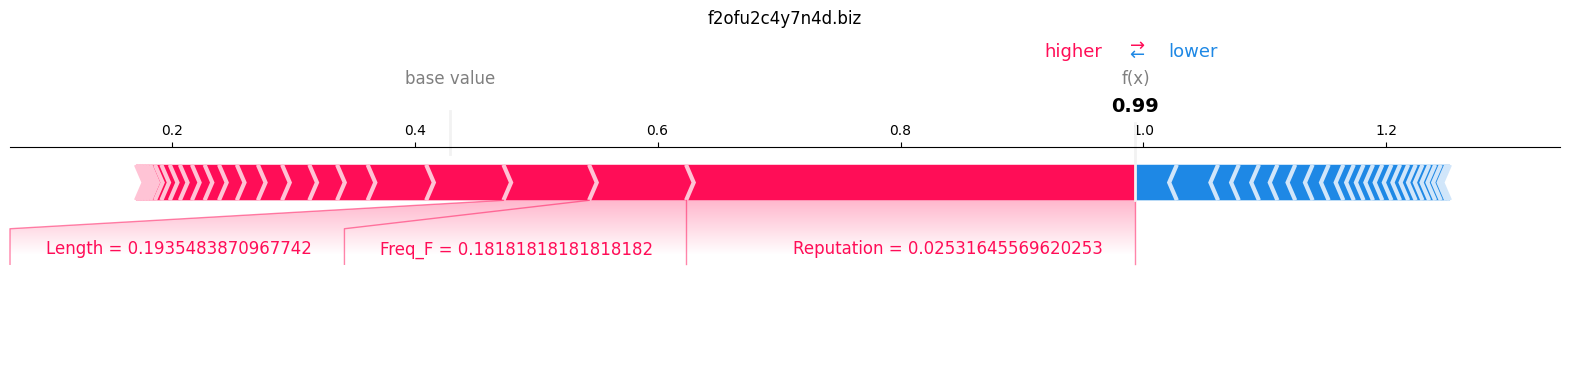 f2ofu2c4y7n4d.biz
higher → ← lower
base value f(x)
0.99
0.2 0.4 0.6 0.8 1.0 1.2
Length = 0.1935483870967742 Freq_F = 0.18181818181818182 Reputation = 0.02531645569620253